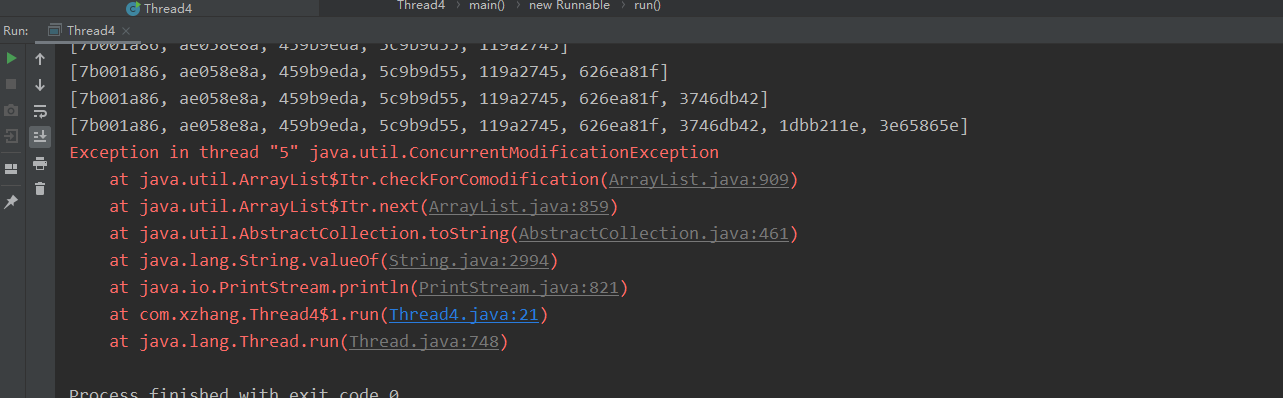 Thread4
Thread4 › main() › new Runnable › run()
Run: Thread4 ×
[7b001a86, ae058e8a, 459b9eda, 5c9b9d55, 119a2745]
[7b001a86, ae058e8a, 459b9eda, 5c9b9d55, 119a2745, 626ea81f]
[7b001a86, ae058e8a, 459b9eda, 5c9b9d55, 119a2745, 626ea81f, 3746db42]
[7b001a86, ae058e8a, 459b9eda, 5c9b9d55, 119a2745, 626ea81f, 3746db42, 1dbb211e, 3e65865e]
Exception in thread "5" java.util.ConcurrentModificationException
at java.util.ArrayList$Itr.checkForComodification(ArrayList.java:909)
at java.util.ArrayList$Itr.next(ArrayList.java:859)
at java.util.AbstractCollection.toString(AbstractCollection.java:461)
at java.lang.String.valueOf(String.java:2994)
at java.io.PrintStream.println(PrintStream.java:821)
at com.xzhang.Thread4$1.run(Thread4.java:21)
at java.lang.Thread.run(Thread.java:748)
Process finished with exit code 0